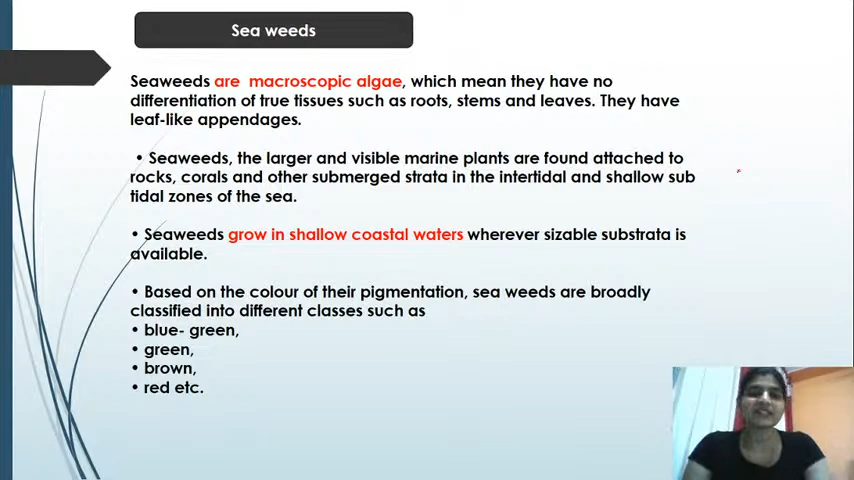 Sea weeds
Seaweeds are macroscopic algae, which mean they have no
differentiation of true tissues such as roots, stems and leaves. They have
leaf-like appendages.
• Seaweeds, the larger and visible marine plants are found attached to
rocks, corals and other submerged strata in the intertidal and shallow sub
tidal zones of the sea.
• Seaweeds grow in shallow coastal waters wherever sizable substrata is
available.
• Based on the colour of their pigmentation, sea weeds are broadly
classified into different classes such as
• blue- green,
• green,
• brown,
• red etc.